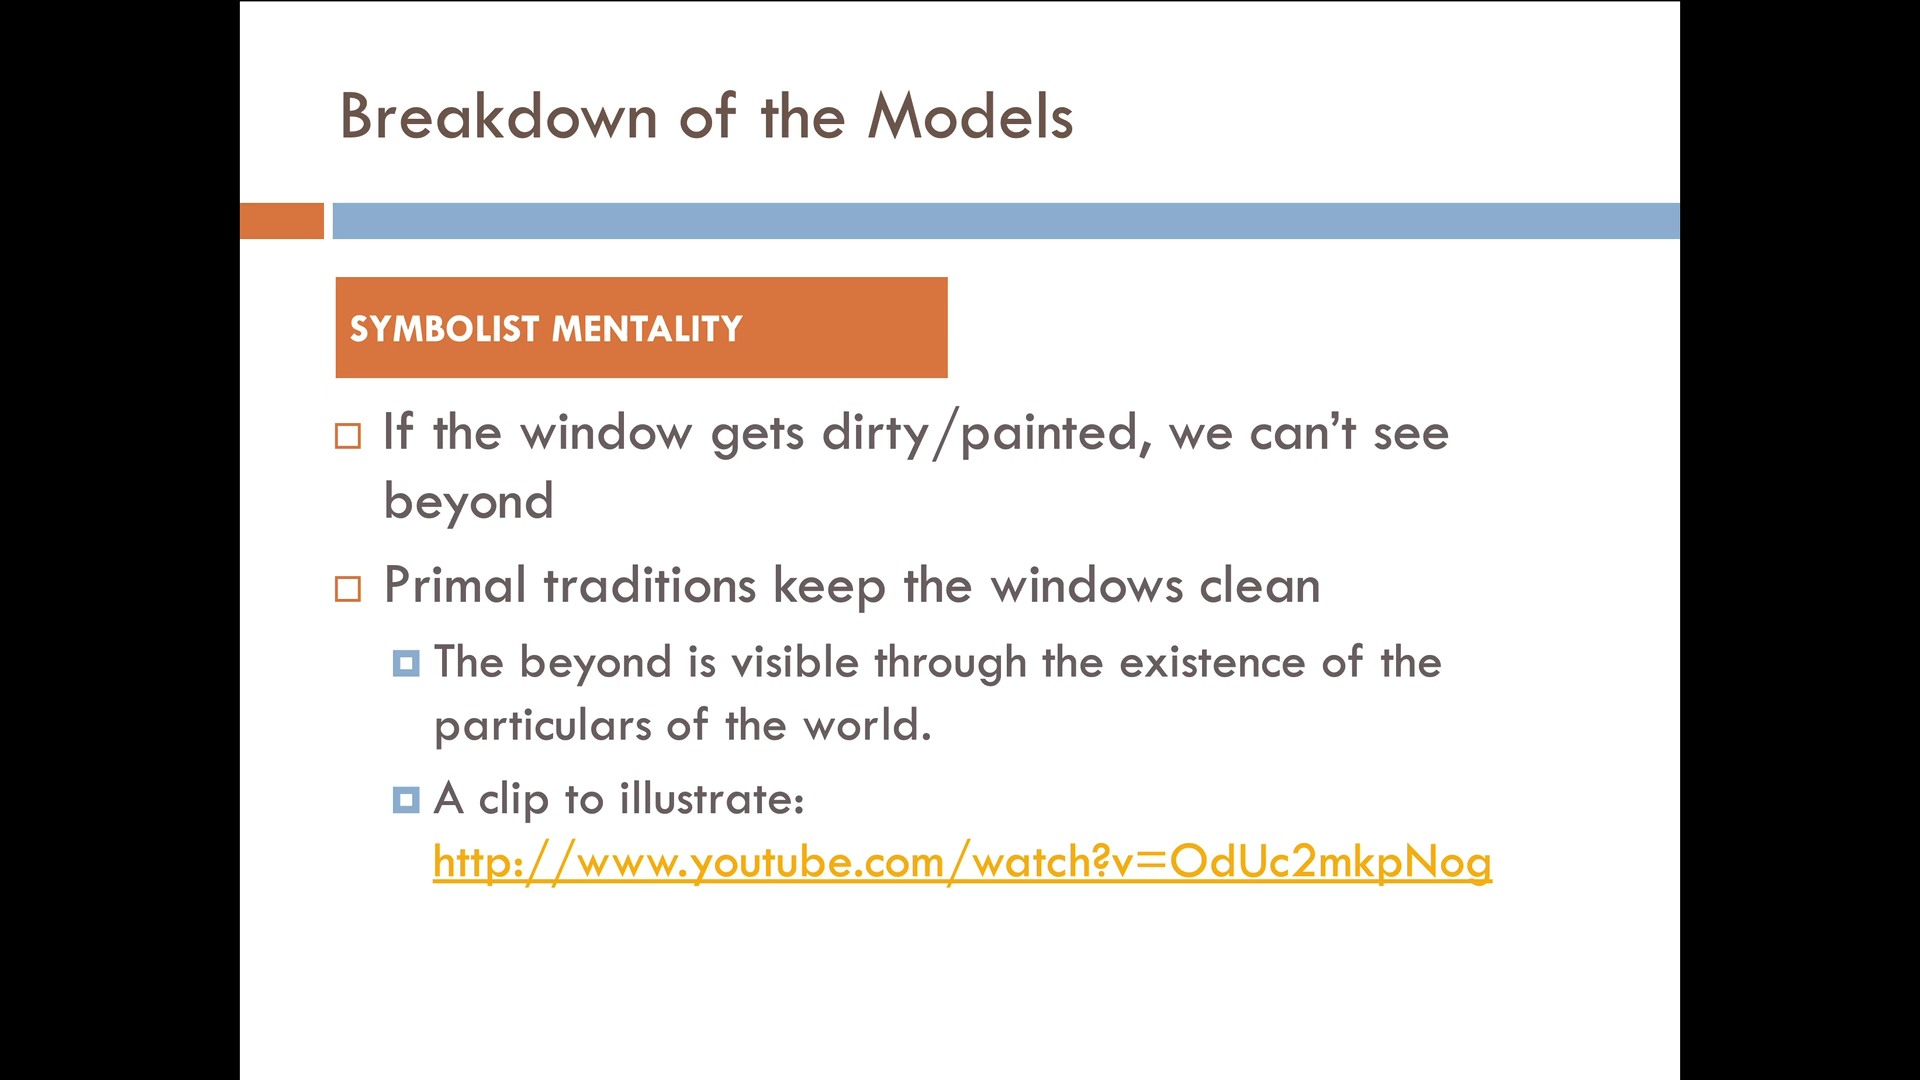 Breakdown of the Models
SYMBOLIST MENTALITY
If the window gets dirty/painted, we can’t see
beyond
Primal traditions keep the windows clean
The beyond is visible through the existence of the
particulars of the world.
A clip to illustrate:
http://www.youtube.com/watch?v=OdUc2mkpNog